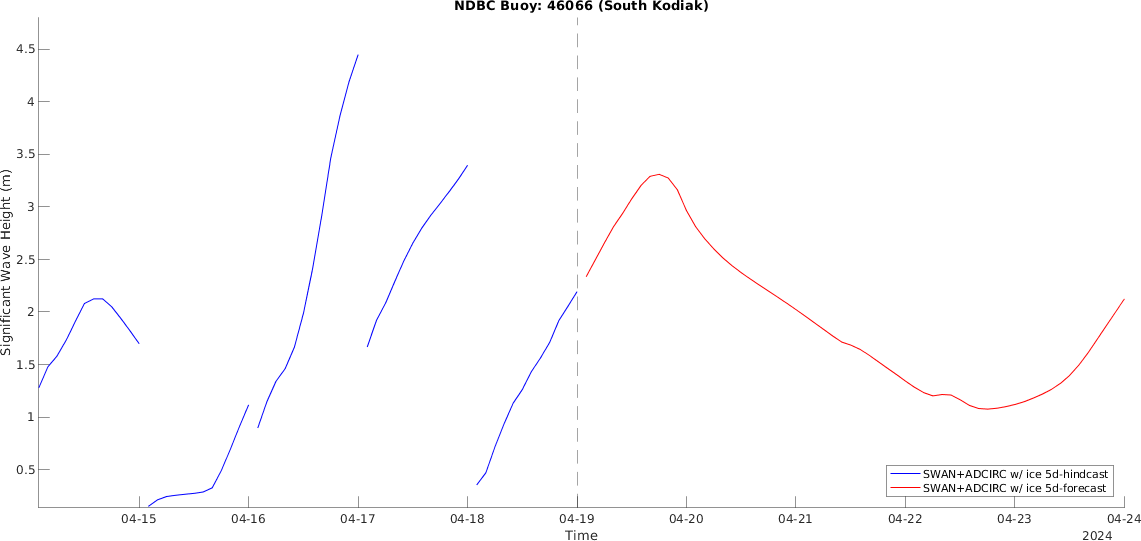 NDBC Buoy: 46066 (South Kodiak)
Significant Wave Height (m)
4.5
4
3.5
3
2.5
2
1.5
1
0.5
SWAN+ADCIRC w/ ice 5d-hindcast
SWAN+ADCIRC w/ ice 5d-forecast
04-15 04-16 04-17 04-18 04-19 04-20 04-21 04-22 04-23 04-24
Time
2024